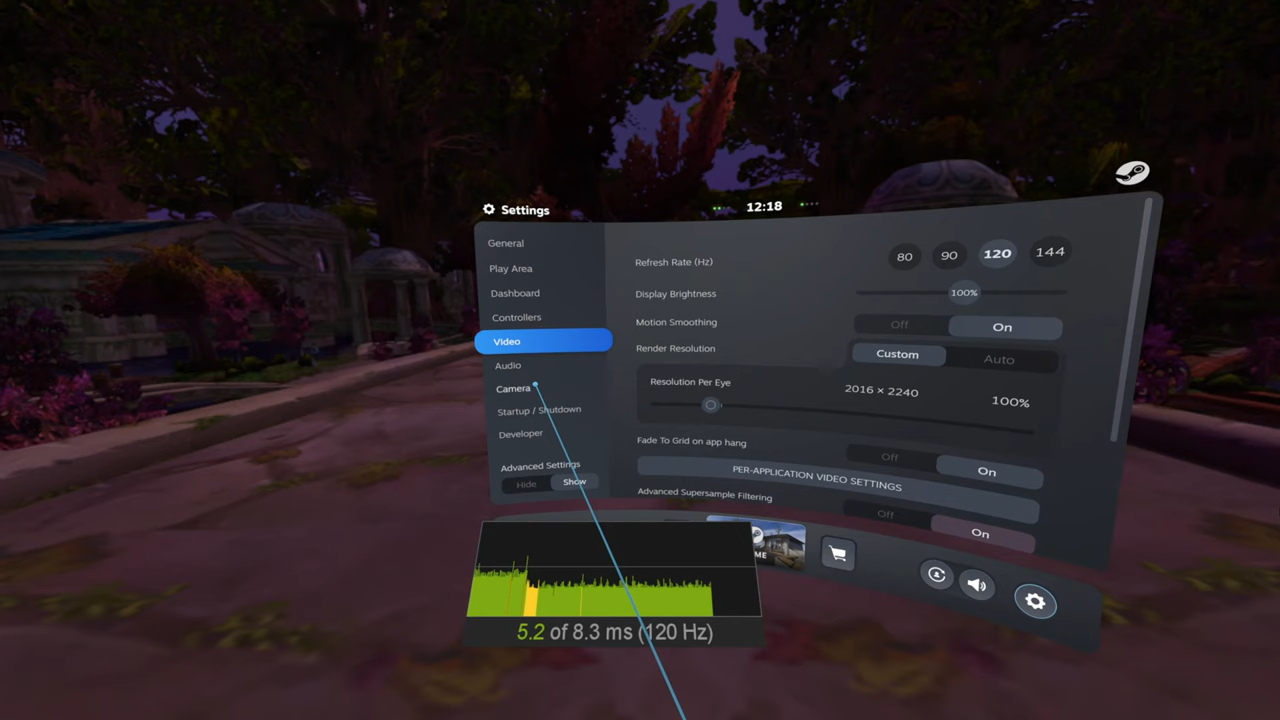 Settings
12:18
General
Play Area
Dashboard
Controllers
Video
Audio
Camera
Startup / Shutdown
Developer
Advanced Settings
Hide Show
Refresh Rate (Hz) 80 90 120 144
Display Brightness 100%
Motion Smoothing Off On
Render Resolution Custom Auto
Resolution Per Eye 2016 × 2240 100%
Fade To Grid on app hang Off On
PER-APPLICATION VIDEO SETTINGS
Advanced Supersample Filtering Off On
ME
5.2 of 8.3 ms (120 Hz)